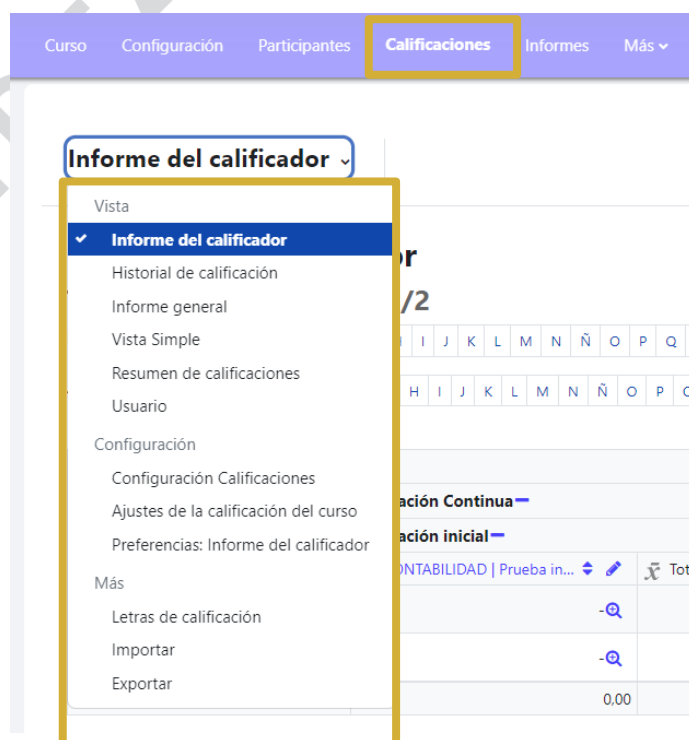 Curso Configuración Participantes Calificaciones Informes Más
Informe del calificador
Vista
Informe del calificador
Historial de calificación
Informe general
Vista Simple
Resumen de calificaciones
Usuario
Configuración
Configuración Calificaciones
Ajustes de la calificación del curso
Preferencias: Informe del calificador
Más
Letras de calificación
Importar
Exportar
/2
I J K L M N Ñ O P Q
H I J K L M N Ñ O P
ación Continua
ación inicial
ONTABILIDAD | Prueba in... x̄ Tot
-
-
0,00